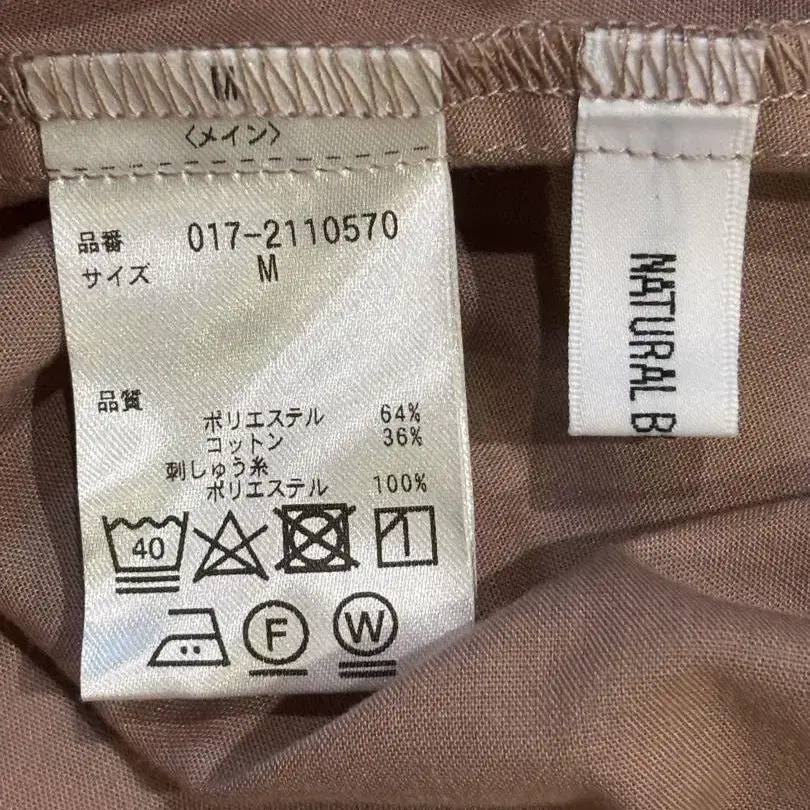 M
〈メイン〉
品番 017-2110570
サイズ M
品質
ポリエステル 64%
コットン 36%
刺しゅう糸
ポリエステル 100%
40
F W
NATURAL